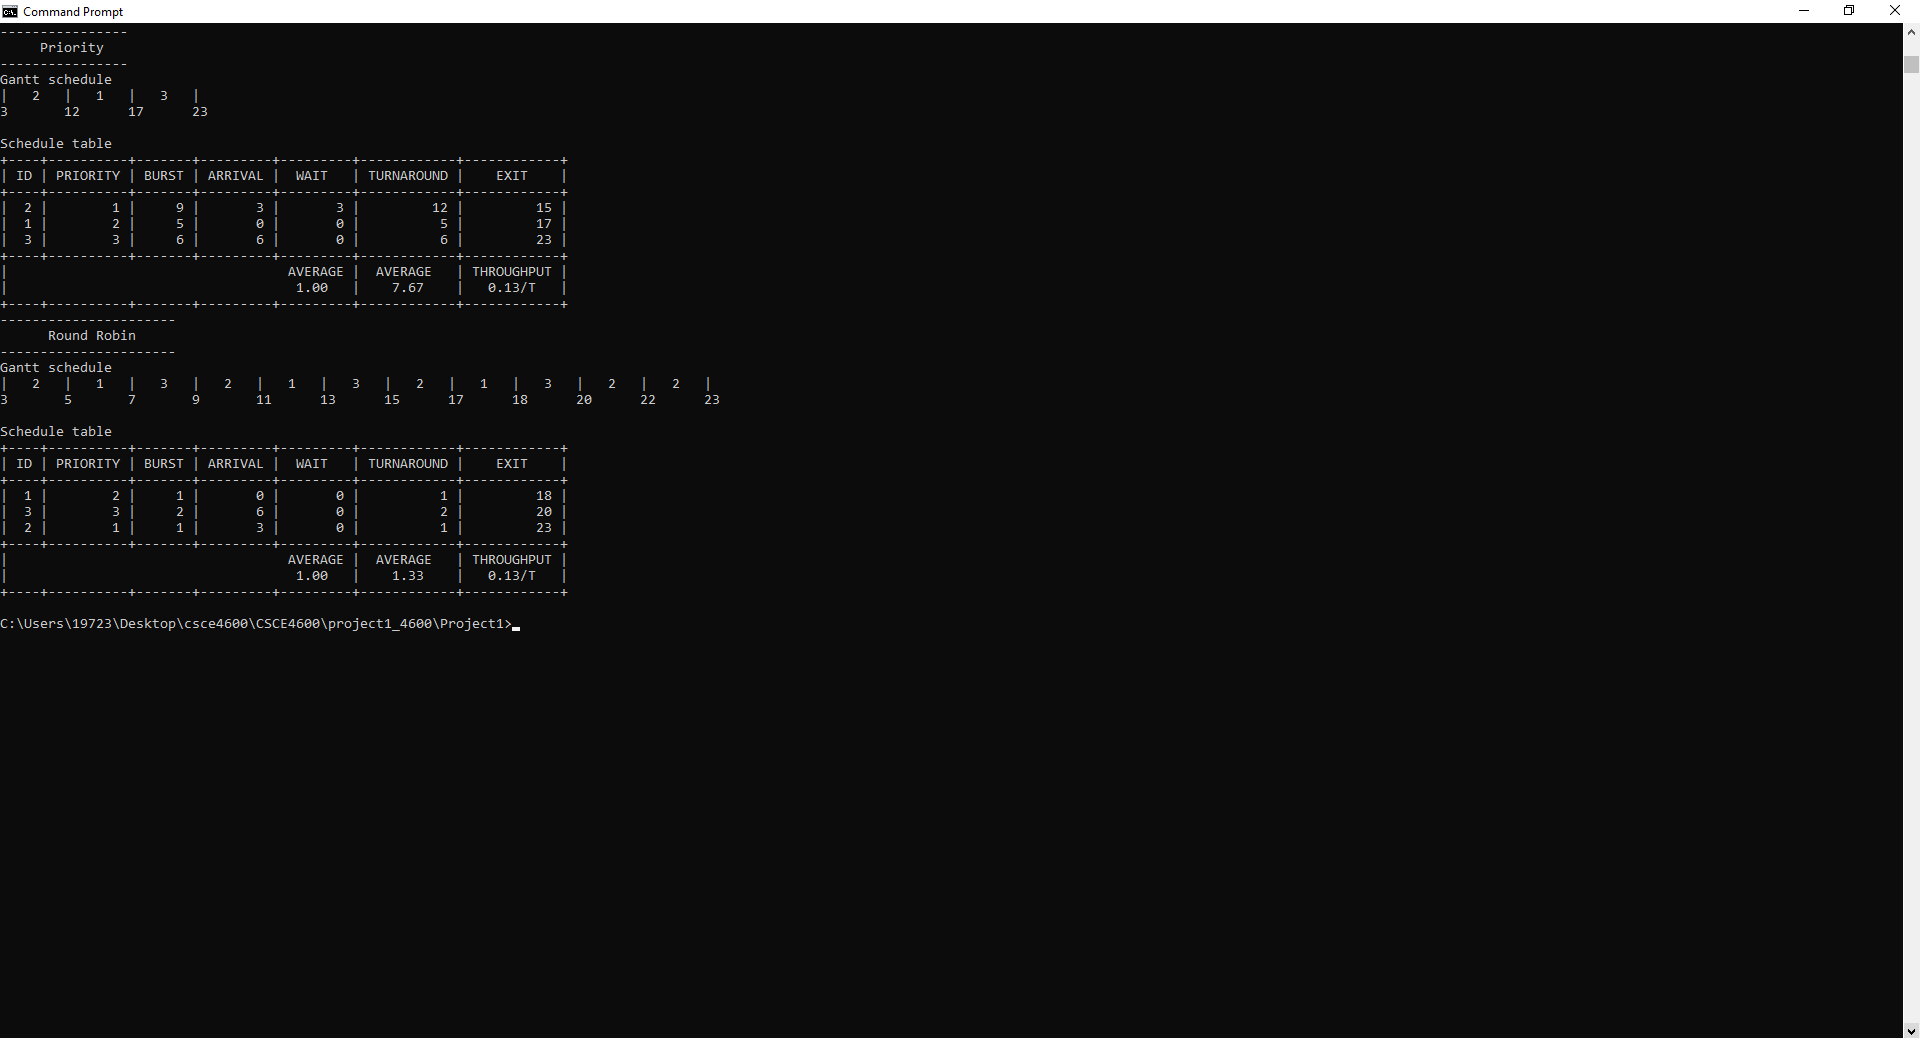 Command Prompt
----------------
     Priority
----------------
Gantt schedule
|   2   |   1   |   3   |
3       12      17      23

Schedule table
+----+----------+-------+---------+---------+------------+------------+
| ID | PRIORITY | BURST | ARRIVAL |  WAIT   | TURNAROUND |    EXIT    |
+----+----------+-------+---------+---------+------------+------------+
|  2 |        1 |     9 |       3 |       3 |         12 |         15 |
|  1 |        2 |     5 |       0 |       0 |          5 |         17 |
|  3 |        3 |     6 |       6 |       0 |          6 |         23 |
+----+----------+-------+---------+---------+------------+------------+
|                                   AVERAGE |  AVERAGE   | THROUGHPUT |
|                                    1.00   |    7.67    |   0.13/T   |
+----+----------+-------+---------+---------+------------+------------+
----------------------
      Round Robin
----------------------
Gantt schedule
|   2   |   1   |   3   |   2   |   1   |   3   |   2   |   1   |   3   |   2   |   2   |
3       5       7       9       11      13      15      17      18      20      22      23

Schedule table
+----+----------+-------+---------+---------+------------+------------+
| ID | PRIORITY | BURST | ARRIVAL |  WAIT   | TURNAROUND |    EXIT    |
+----+----------+-------+---------+---------+------------+------------+
|  1 |        2 |     1 |       0 |       0 |          1 |         18 |
|  3 |        3 |     2 |       6 |       0 |          2 |         20 |
|  2 |        1 |     1 |       3 |       0 |          1 |         23 |
+----+----------+-------+---------+---------+------------+------------+
|                                   AVERAGE |  AVERAGE   | THROUGHPUT |
|                                    1.00   |    1.33    |   0.13/T   |
+----+----------+-------+---------+---------+------------+------------+

C:\Users\19723\Desktop\csce4600\CSCE4600\project1_4600\Project1>